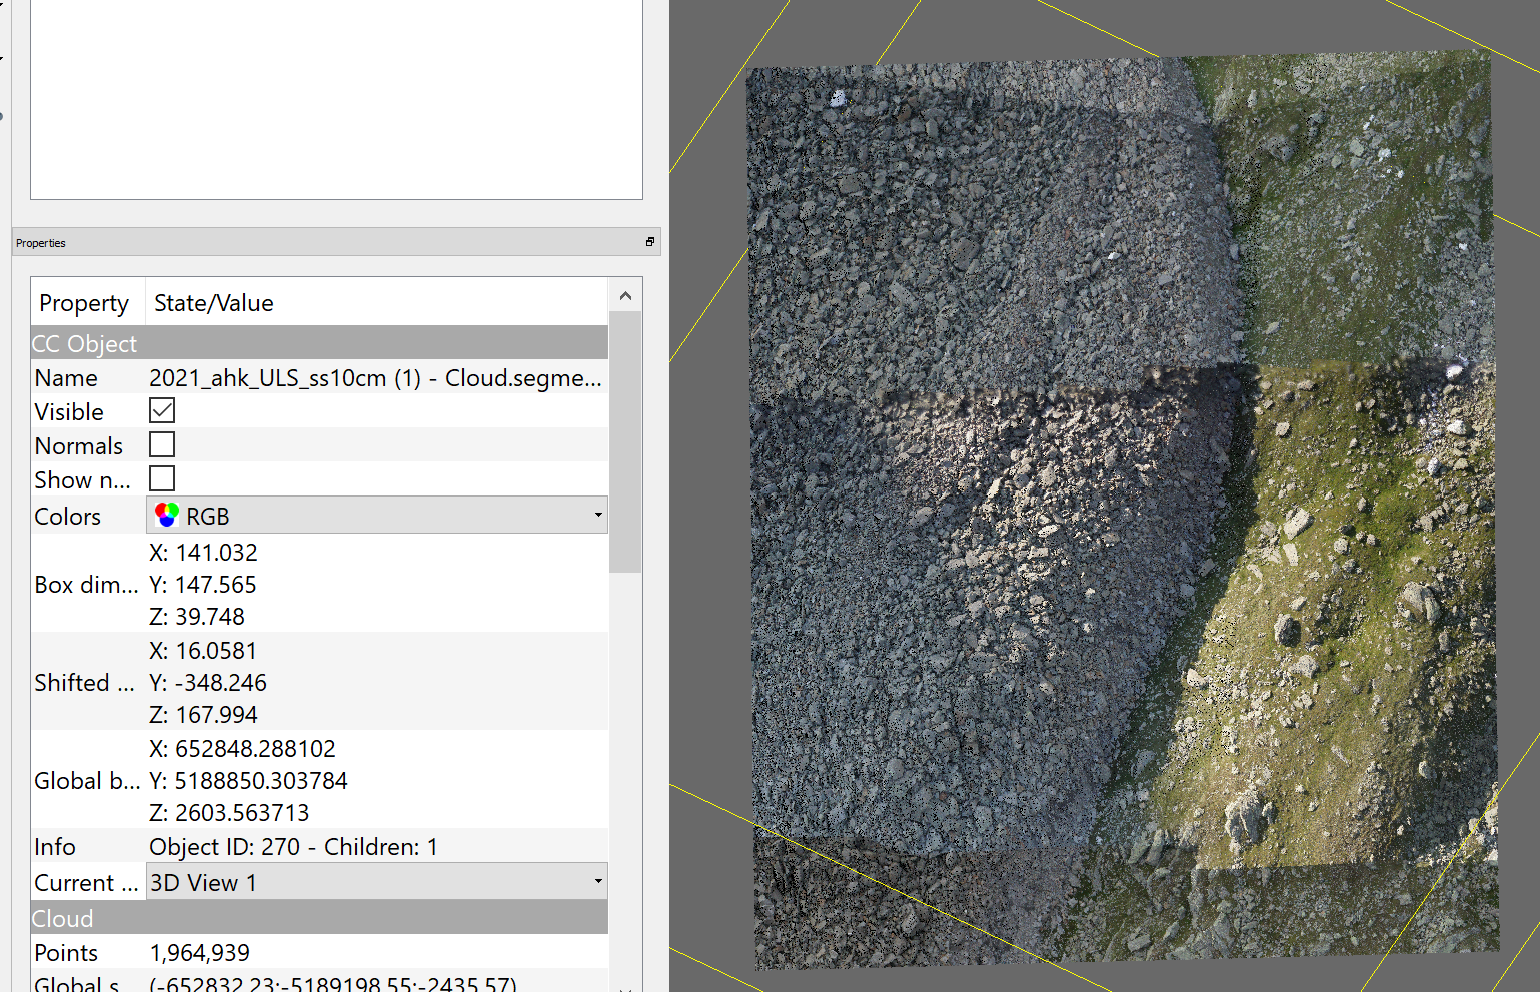 Properties
Property State/Value
CC Object
Name 2021_ahk_ULS_ss10cm (1) - Cloud.segme...
Visible
Normals
Show n...
Colors RGB
Box dim... X: 141.032
Y: 147.565
Z: 39.748
Shifted ... X: 16.0581
Y: -348.246
Z: 167.994
Global b... X: 652848.288102
Y: 5188850.303784
Z: 2603.563713
Info Object ID: 270 - Children: 1
Current ... 3D View 1
Cloud
Points 1,964,939
Global s... (-652832.23;-5189198.55;-2435.57)